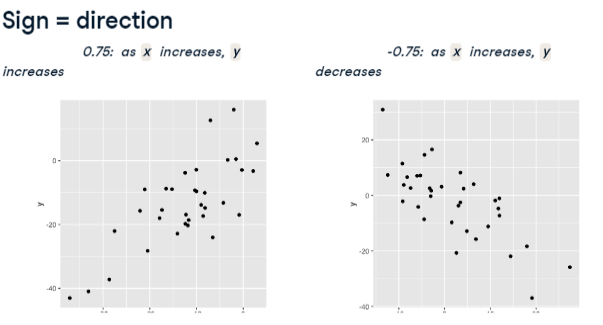 Sign = direction
0.75: as x increases, y
increases
-0.75: as x increases, y
decreases
0
-20
-40
y
20
0
-20
-40
y